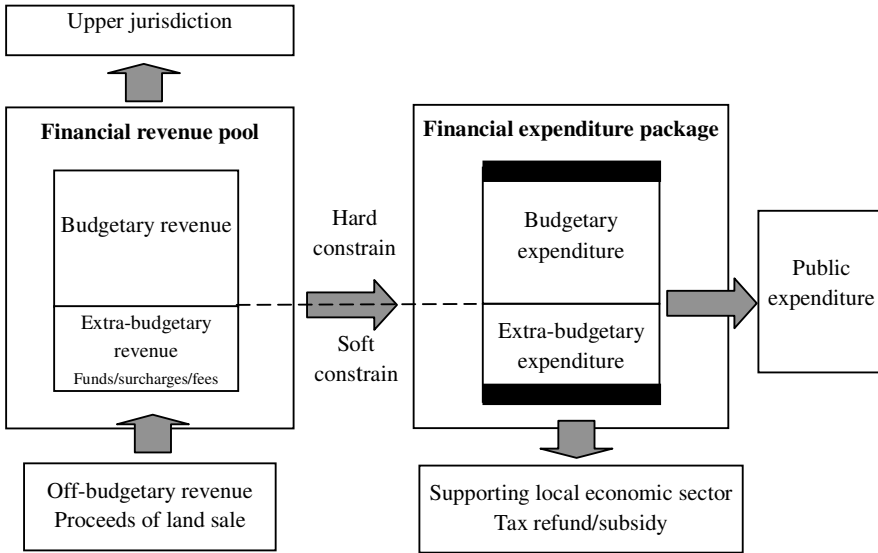 Upper jurisdiction
Financial revenue pool
Budgetary revenue
Extra-budgetary
revenue
Funds/surcharges/fees
Off-budgetary revenue
Proceeds of land sale
Hard
constrain
Soft
constrain
Financial expenditure package
Budgetary
expenditure
Extra-budgetary
expenditure
Supporting local economic sector
Tax refund/subsidy
Public
expenditure